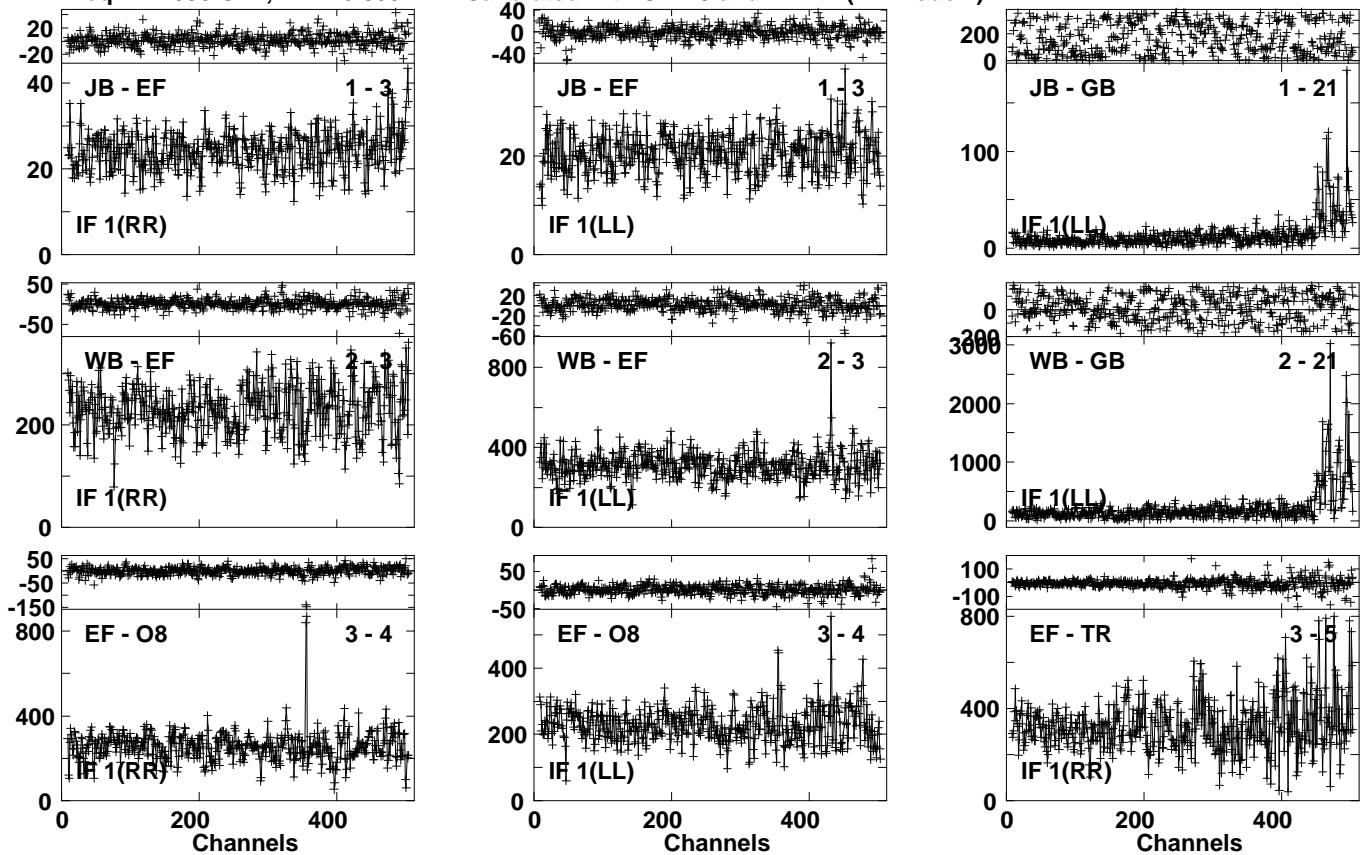 20
-20
40
JB - EF 1 - 3
20
IF 1(RR)
0
40
0
-40
JB - EF 1 - 3
20
IF 1(LL)
0
200
0
JB - GB 1 - 21
100
IF 1(LL)
0
50
-50
WB - EF 2 - 3
200
IF 1(RR)
0
20
-20
-60
800
WB - EF 2 - 3
400
IF 1(LL)
0
0
200
3000
WB - GB 2 - 21
2000
1000
IF 1(LL)
0
50
-50
-150
800
EF - O8 3 - 4
400
IF 1(RR)
0
0 200 400
Channels
50
-50
EF - O8 3 - 4
400
200
IF 1(LL)
0
0 200 400
Channels
100
-100
800
EF - TR 3 - 5
400
IF 1(RR)
0
0 200 400
Channels